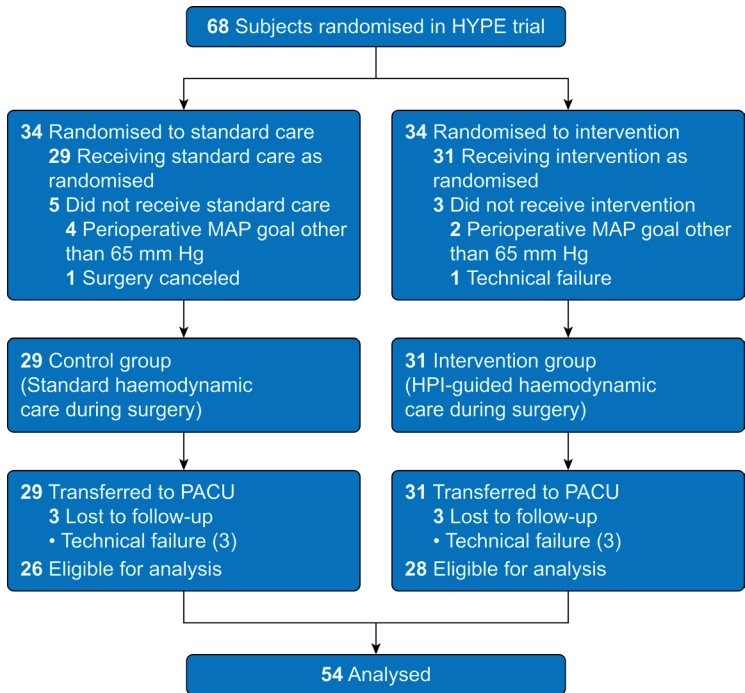 68 Subjects randomised in HYPE trial
34 Randomised to standard care
29 Receiving standard care as
randomised
5 Did not receive standard care
4 Perioperative MAP goal other
than 65 mm Hg
1 Surgery canceled
34 Randomised to intervention
31 Receiving intervention as
randomised
3 Did not receive intervention
2 Perioperative MAP goal other
than 65 mm Hg
1 Technical failure
29 Control group
(Standard haemodynamic
care during surgery)
31 Intervention group
(HPI-guided haemodynamic
care during surgery)
29 Transferred to PACU
3 Lost to follow-up
• Technical failure (3)
26 Eligible for analysis
31 Transferred to PACU
3 Lost to follow-up
• Technical failure (3)
28 Eligible for analysis
54 Analysed